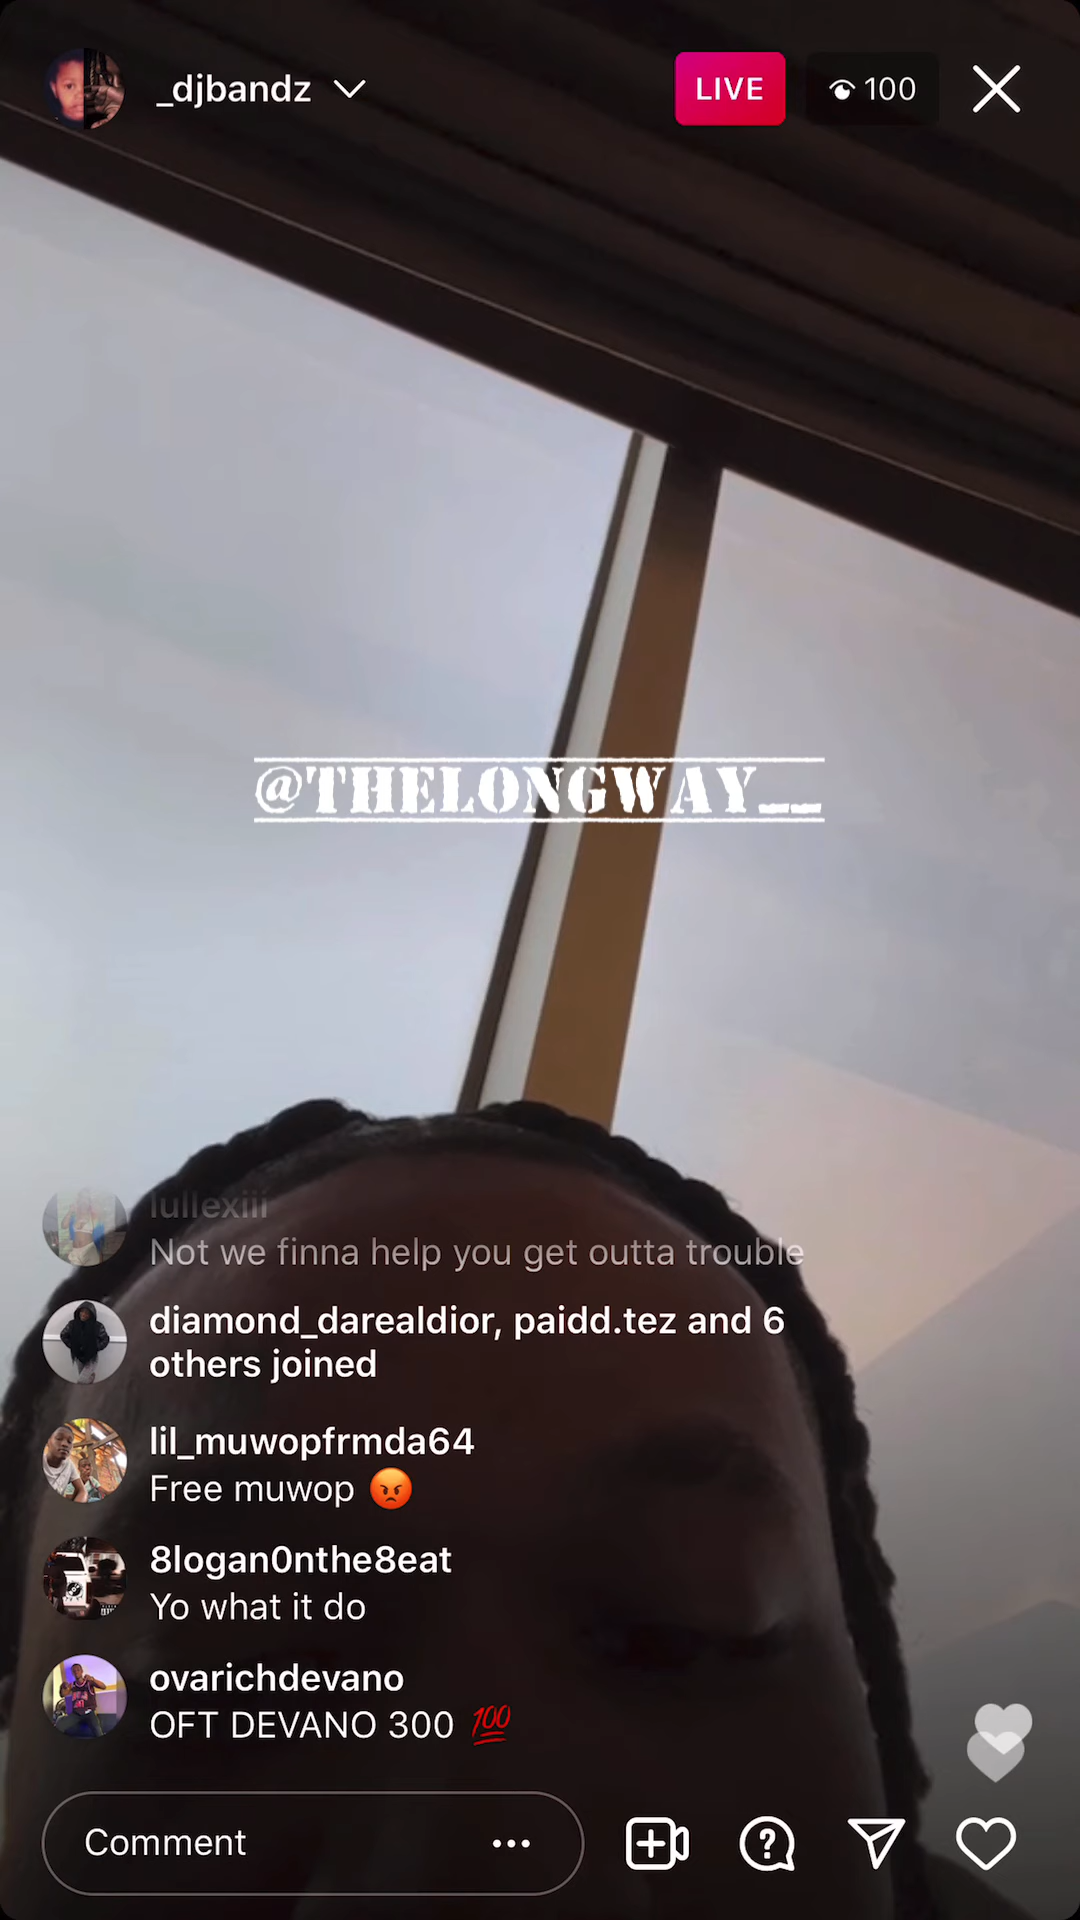 _djbandz
LIVE
100
@THELONGWAY__
lullexiii
Not we finna help you get outta trouble
diamond_darealdior, paidd.tez and 6
others joined
lil_muwopfrmda64
Free muwop 😡
8logan0nthe8eat
Yo what it do
ovarichdevano
OFT DEVANO 300 💯
Comment